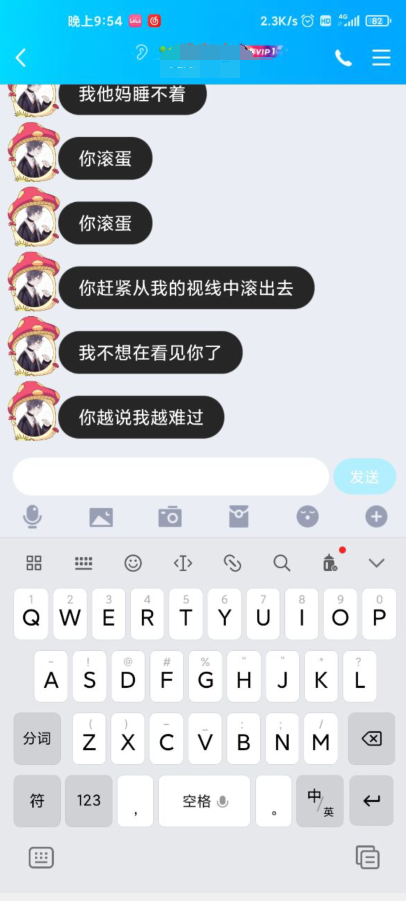 晚上9:54 2.3K/s HD 4G 82
我他妈睡不着
你滚蛋
你滚蛋
你赶紧从我的视线中滚出去
我不想在看见你了
你越说我越难过
发送
1 2 3 4 5 6 7 8 9 0
Q W E R T Y U I O P
~ ! @ # % " " * ?
A S D F G H J K L
( ) - _ : ; /
分词 Z X C V B N M
符 123 , 空格 。 中/英